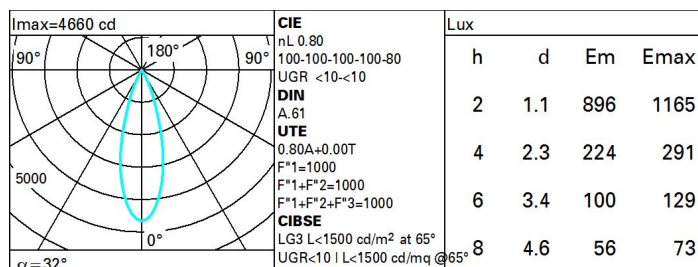 Imax=4660 cd
90°
180°
90°
5000
0°
α=32°
CIE
nL 0.80
100-100-100-100-80
UGR <10-<10
DIN
A.61
UTE
0.80A+0.00T
F"1=1000
F"1+F"2=1000
F"1+F"2+F"3=1000
CIBSE
LG3 L<1500 cd/m² at 65°
UGR<10 | L<1500 cd/mq @65°
Lux
h d Em Emax
2 1.1 896 1165
4 2.3 224 291
6 3.4 100 129
8 4.6 56 73